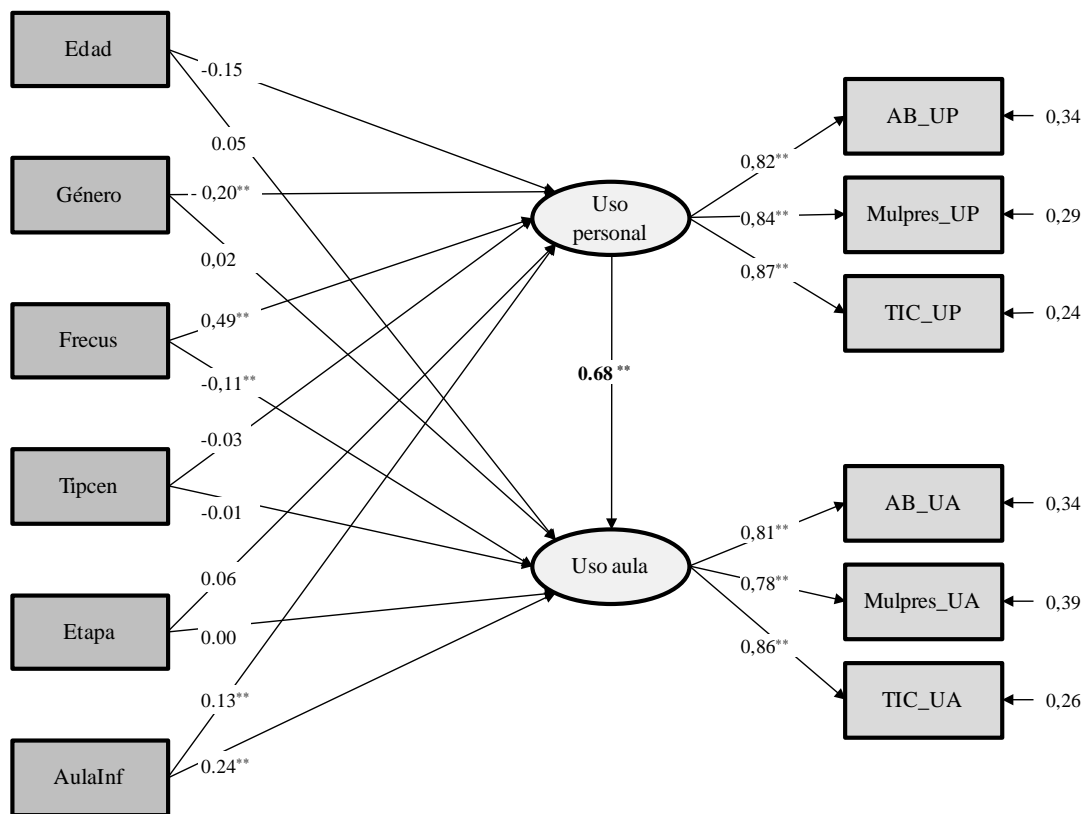 Edad
Género
Frecus
Tipcen
Etapa
AulaInf
-0.15
0.05
- 0,20**
0,02
0,49**
-0,11**
-0.03
-0.01
0.06
0.00
0.13**
0.24**
Uso
personal
0.68 **
Uso aula
0,82**
0,84**
0,87**
0,81**
0,78**
0,86**
AB_UP
0,34
Mulpres_UP
0,29
TIC_UP
0,24
AB_UA
0,34
Mulpres_UA
0,39
TIC_UA
0,26